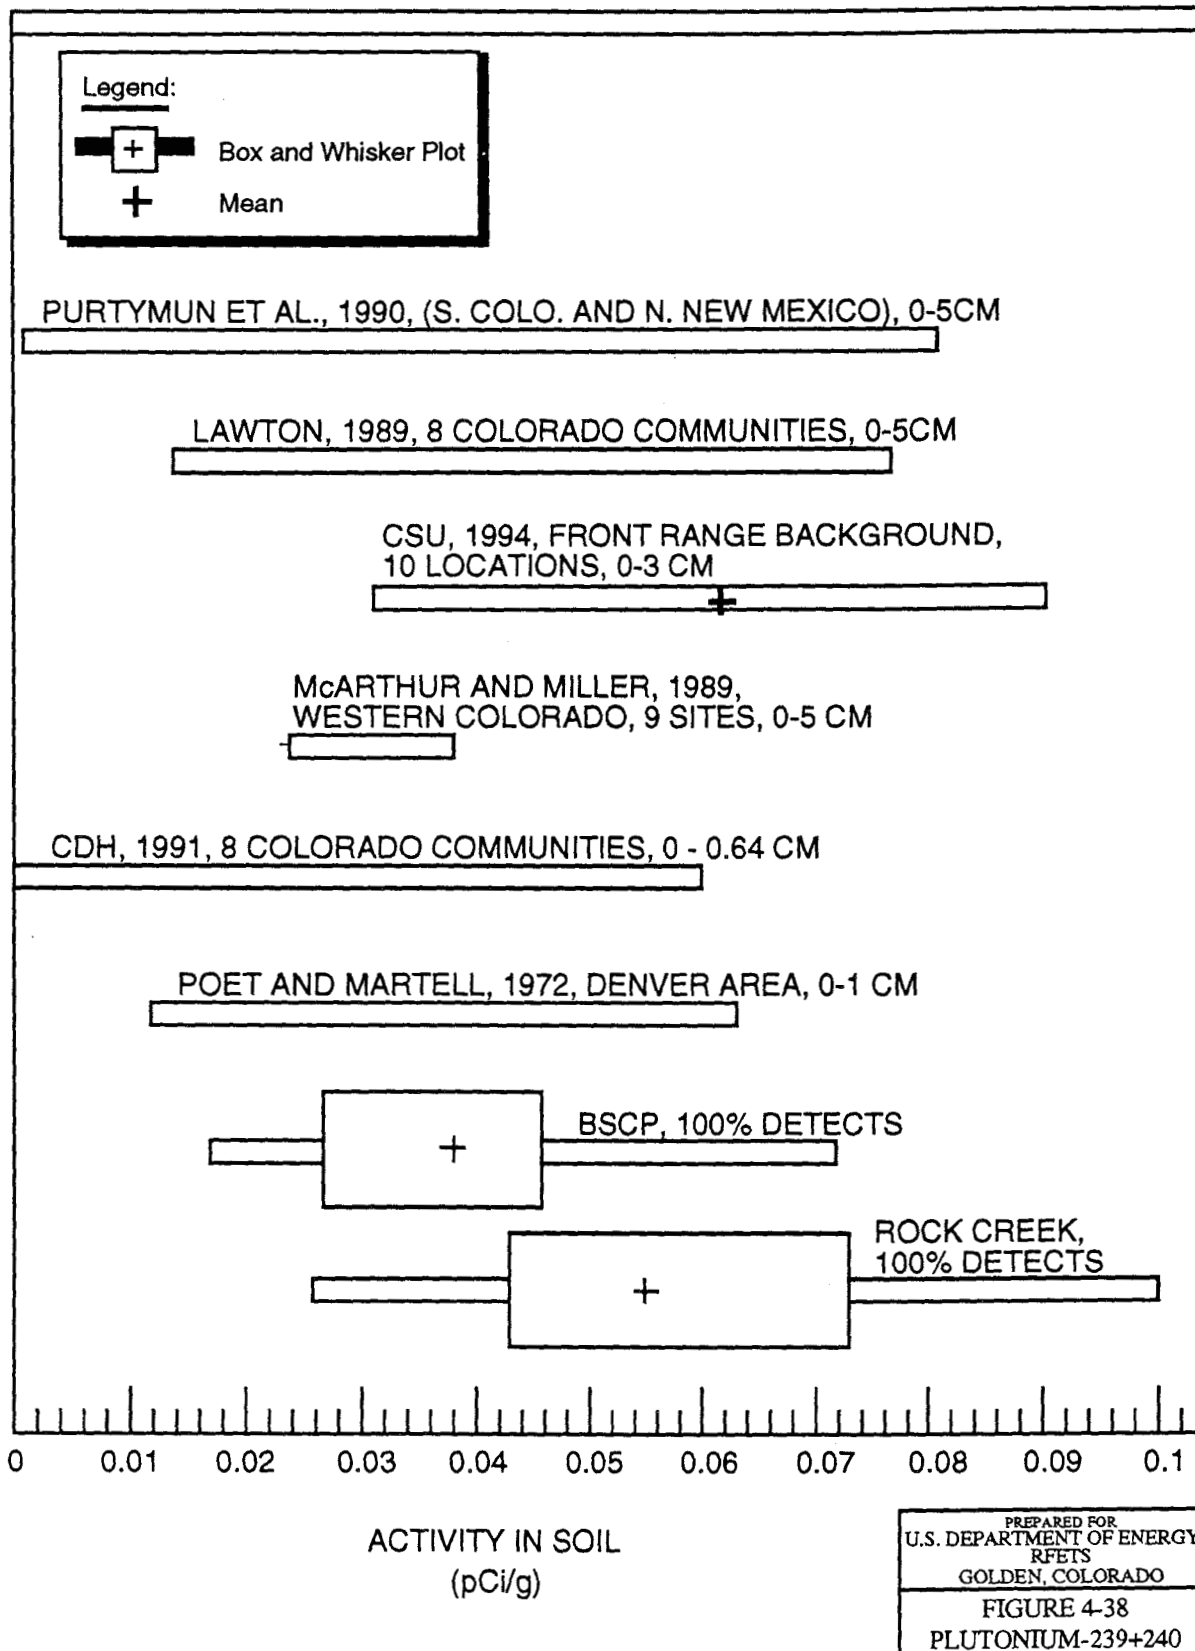 Legend:
Box and Whisker Plot
Mean
PURTYMUN ET AL., 1990, (S. COLO. AND N. NEW MEXICO), 0-5CM
LAWTON, 1989, 8 COLORADO COMMUNITIES, 0-5CM
CSU, 1994, FRONT RANGE BACKGROUND,
10 LOCATIONS, 0-3 CM
McARTHUR AND MILLER, 1989,
WESTERN COLORADO, 9 SITES, 0-5 CM
CDH, 1991, 8 COLORADO COMMUNITIES, 0 - 0.64 CM
POET AND MARTELL, 1972, DENVER AREA, 0-1 CM
BSCP, 100% DETECTS
ROCK CREEK,
100% DETECTS
0 0.01 0.02 0.03 0.04 0.05 0.06 0.07 0.08 0.09 0.1
ACTIVITY IN SOIL
(pCi/g)
PREPARED FOR
U.S. DEPARTMENT OF ENERGY
RFETS
GOLDEN, COLORADO
FIGURE 4-38
PLUTONIUM-239+240